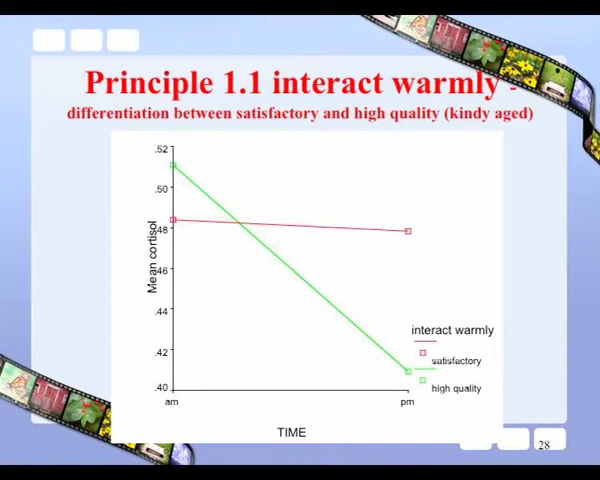 Principle 1.1 interact warmly -
differentiation between satisfactory and high quality (kindy aged)
.52
.50
.48
.46
.44
.42
.40
Mean cortisol
am
pm
TIME
interact warmly
satisfactory
high quality
28